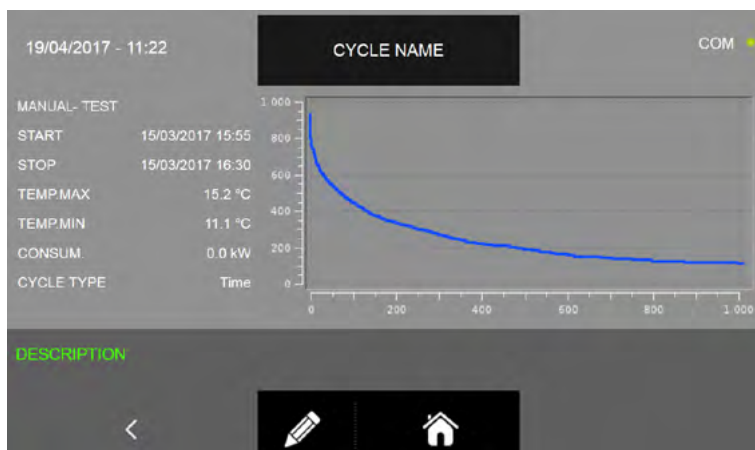 19/04/2017 - 11:22
CYCLE NAME
COM
MANUAL- TEST
START 15/03/2017 15:55
STOP 15/03/2017 16:30
TEMP.MAX 15.2 °C
TEMP.MIN 11.1 °C
CONSUM. 0.0 kW
CYCLE TYPE Time
1 000
800
600
400
200
0
0 200 400 600 800 1 000
DESCRIPTION